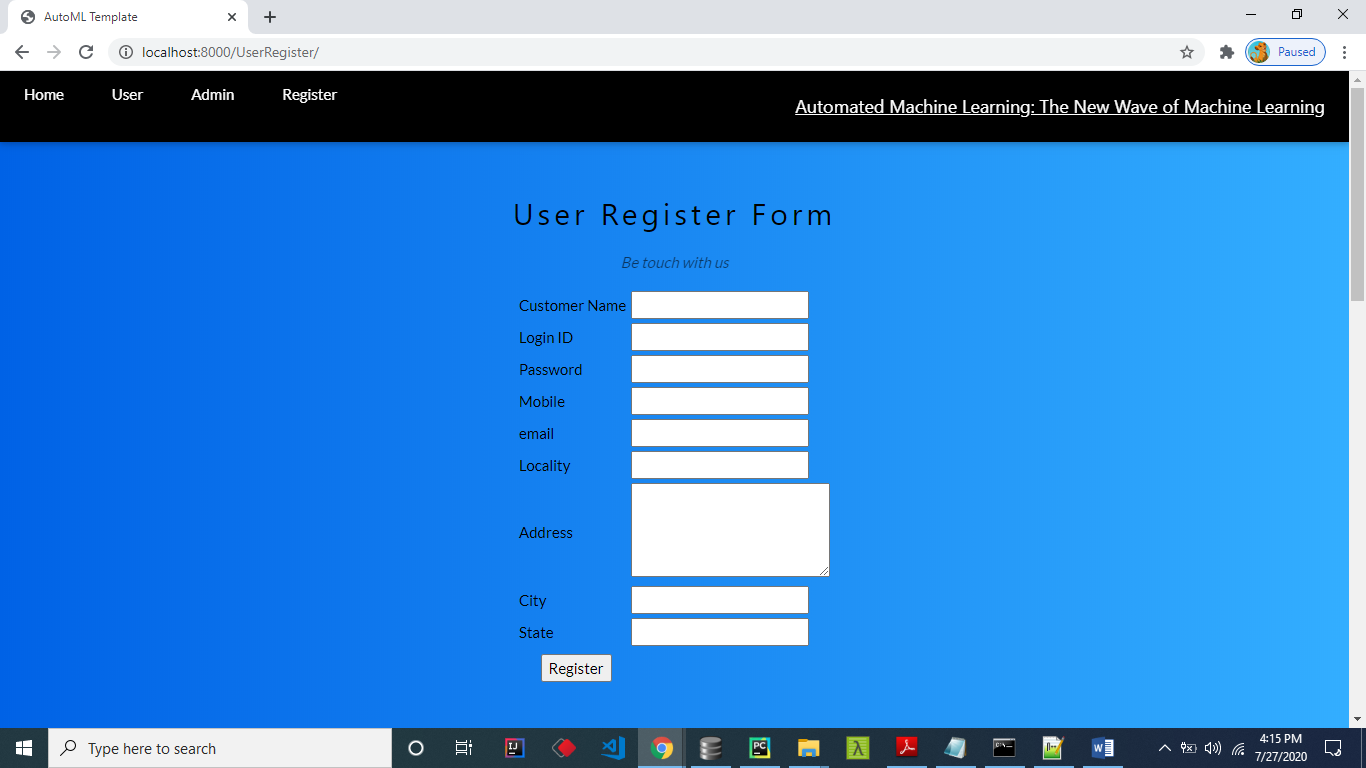 AutoML Template
localhost:8000/UserRegister/
Paused
Home User Admin Register
Automated Machine Learning: The New Wave of Machine Learning
User Register Form
Be touch with us
Customer Name
Login ID
Password
Mobile
email
Locality
Address
City
State
Register
Type here to search
4:15 PM
7/27/2020